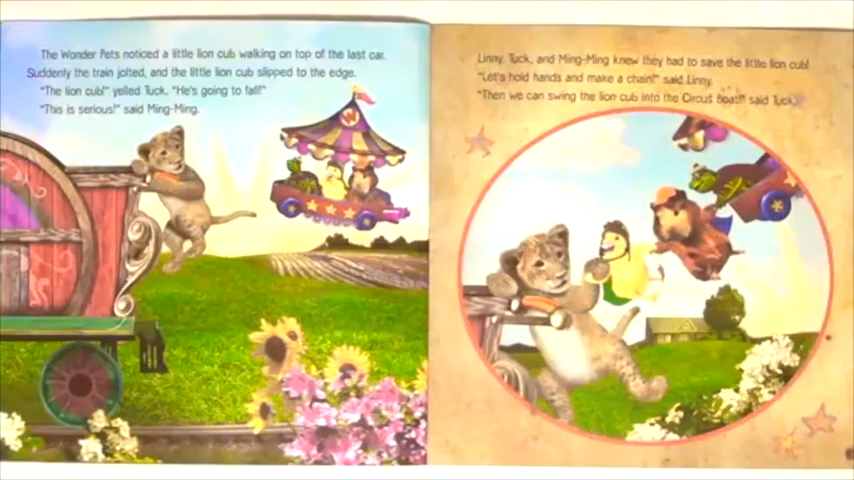 The Wonder Pets noticed a little lion cub walking on top of the last car.
Suddenly the train jolted, and the little lion cub slipped to the edge.
"The lion cub!" yelled Tuck. "He's going to fall!"
"This is serious!" said Ming-Ming.
Linny, Tuck, and Ming-Ming knew they had to save the little lion cub!
"Let's hold hands and make a chain!" said Linny.
"Then we can swing the lion cub into the Circus Boat!" said Tuck.